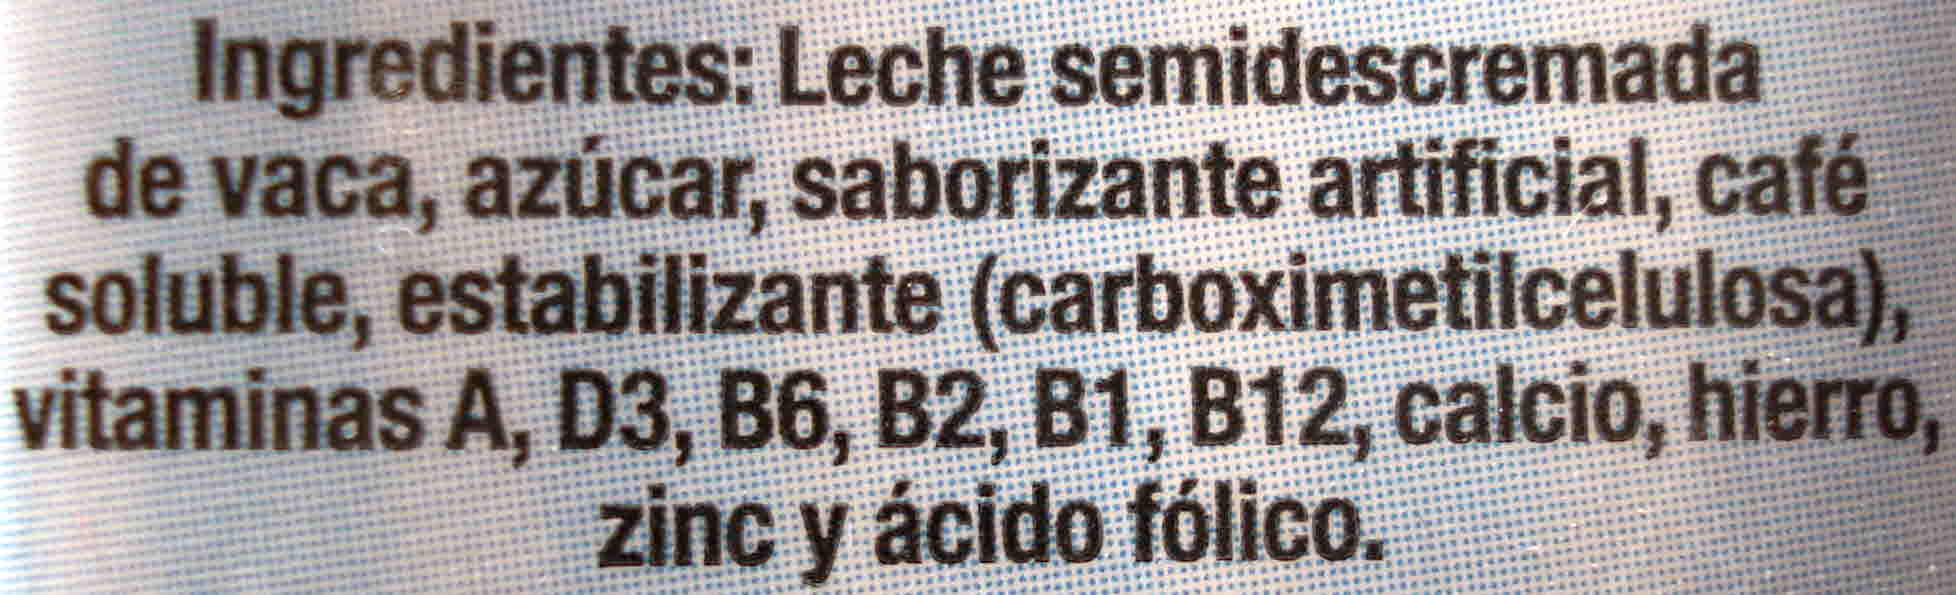 Ingredientes: Leche semidescremada
de vaca, azúcar, saborizante artificial, café
soluble, estabilizante (carboximetilcelulosa),
vitaminas A, D3, B6, B2, B1, B12, calcio, hierro,
zinc y ácido fólico.